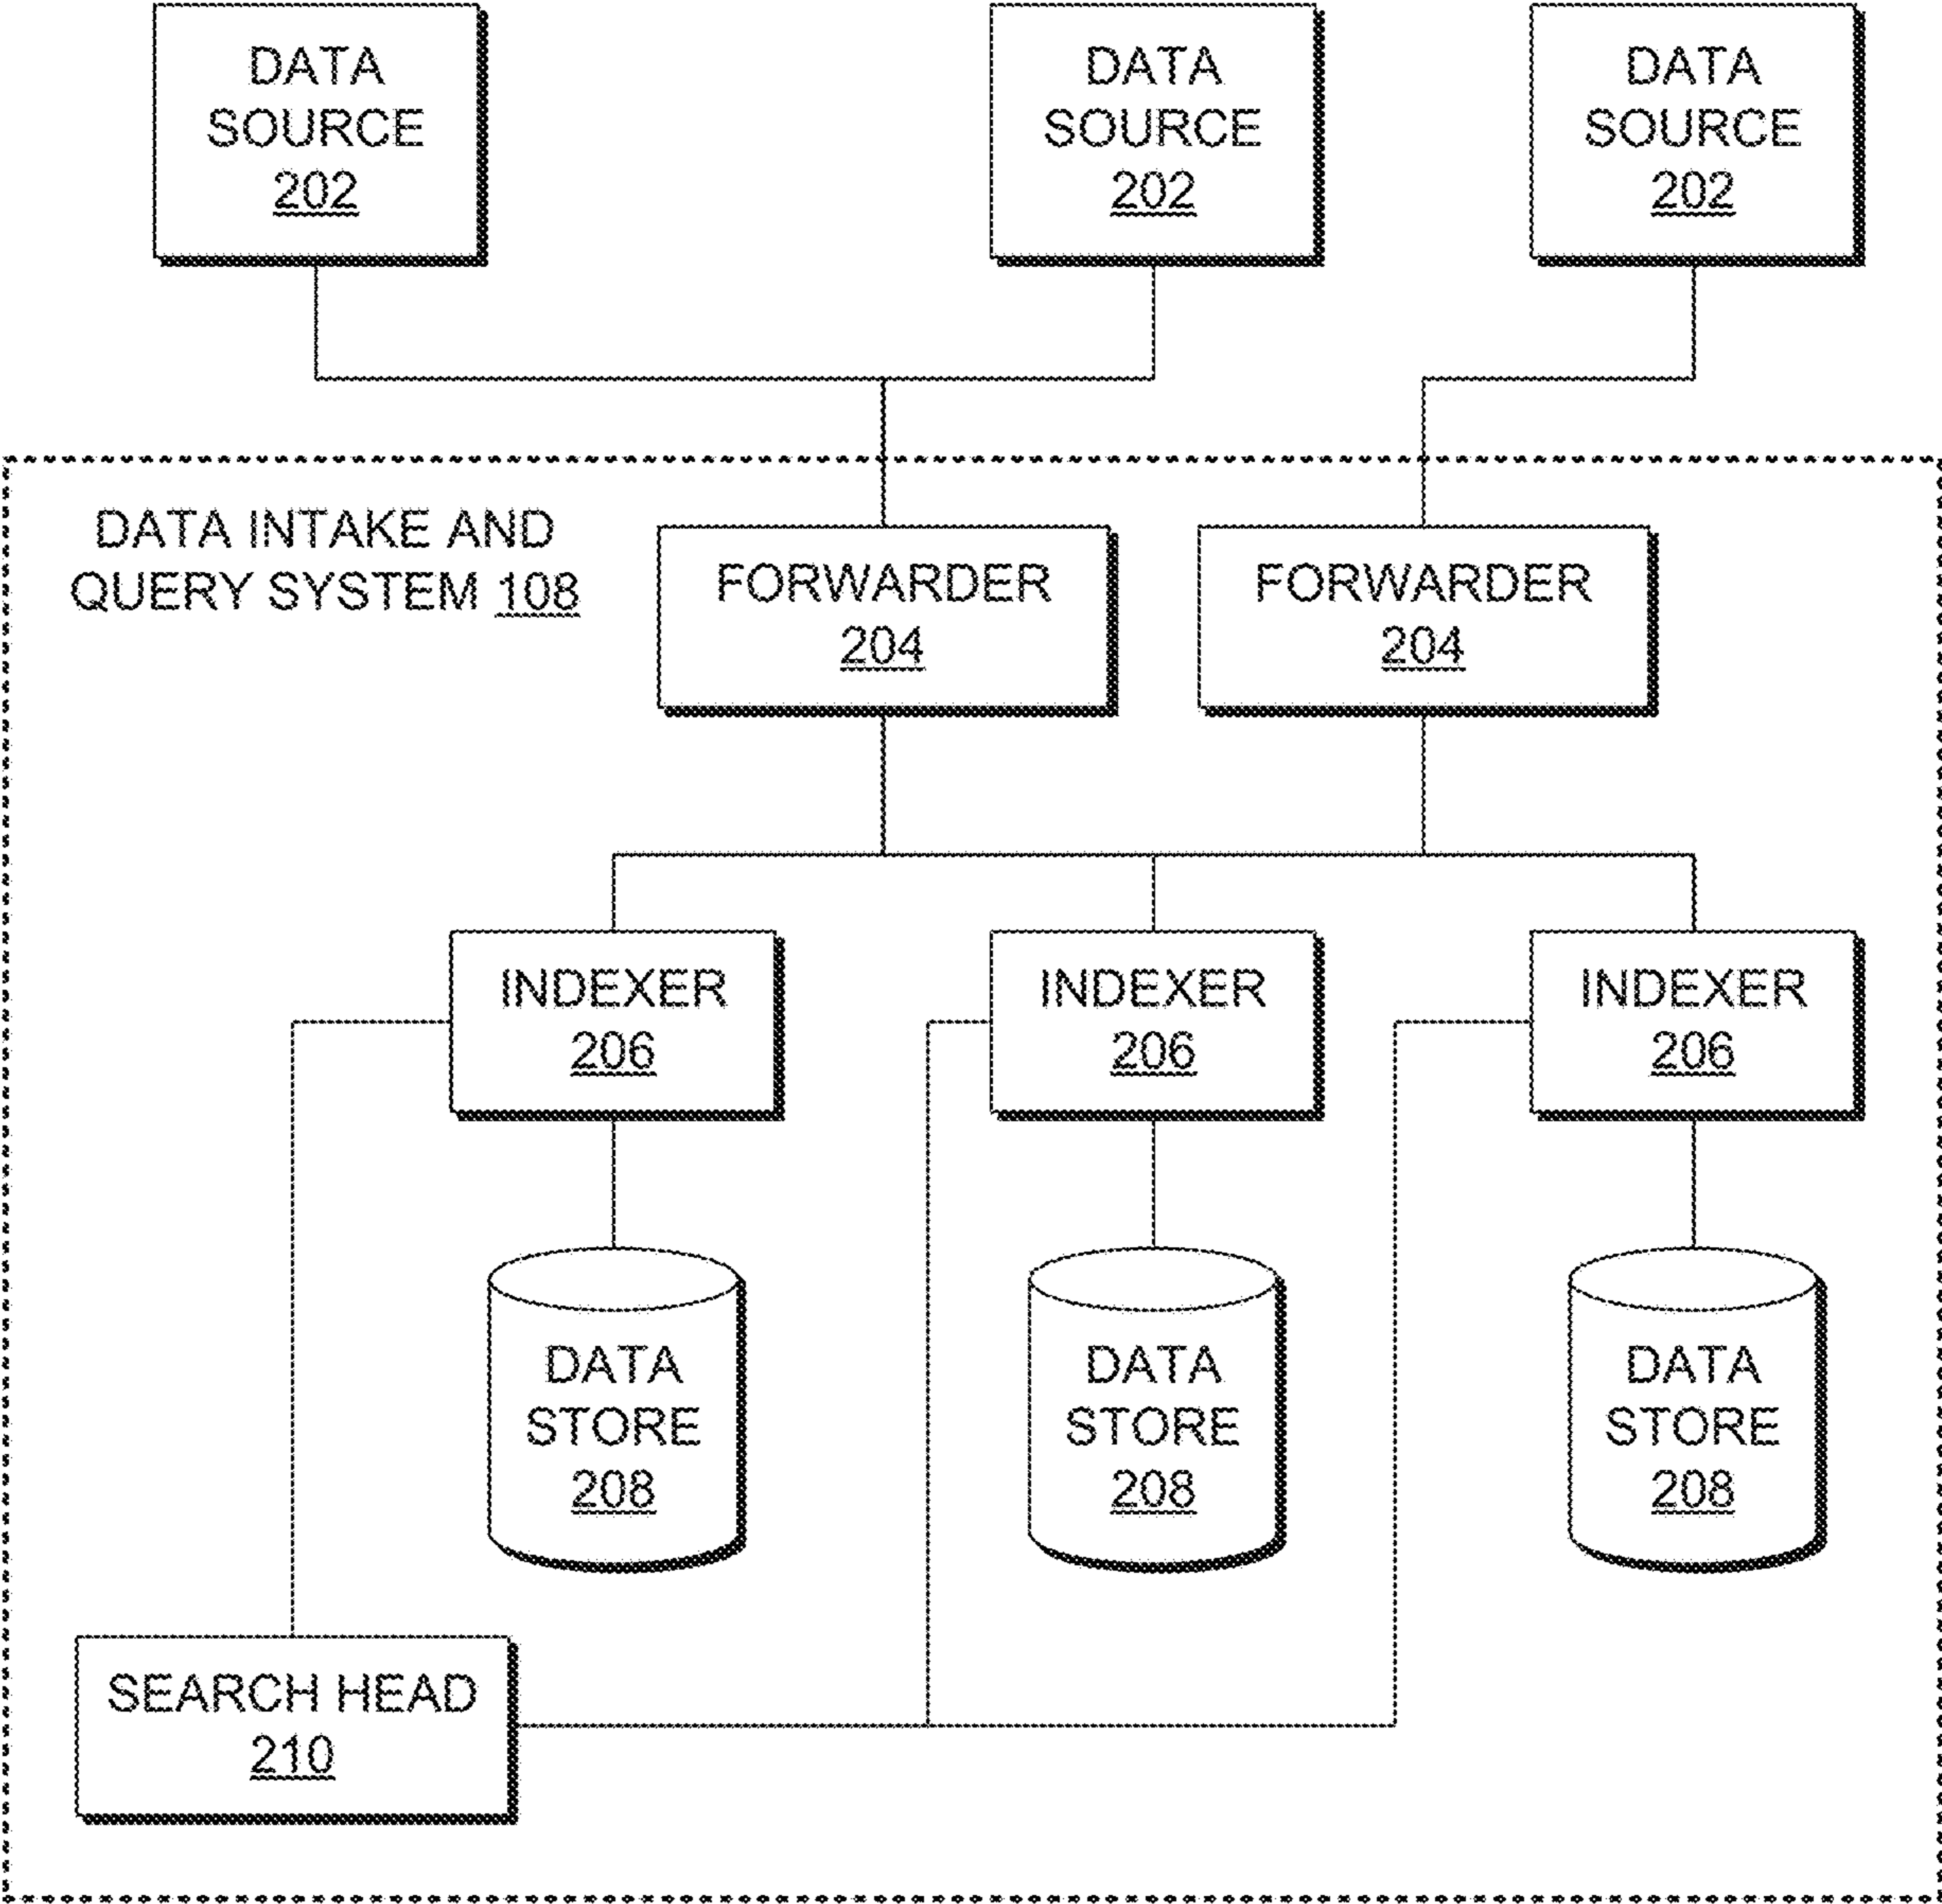 DATA
SOURCE
202
DATA
SOURCE
202
DATA
SOURCE
202
DATA INTAKE AND
QUERY SYSTEM 108
FORWARDER
204
FORWARDER
204
INDEXER
206
INDEXER
206
INDEXER
206
DATA
STORE
208
DATA
STORE
208
DATA
STORE
208
SEARCH HEAD
210